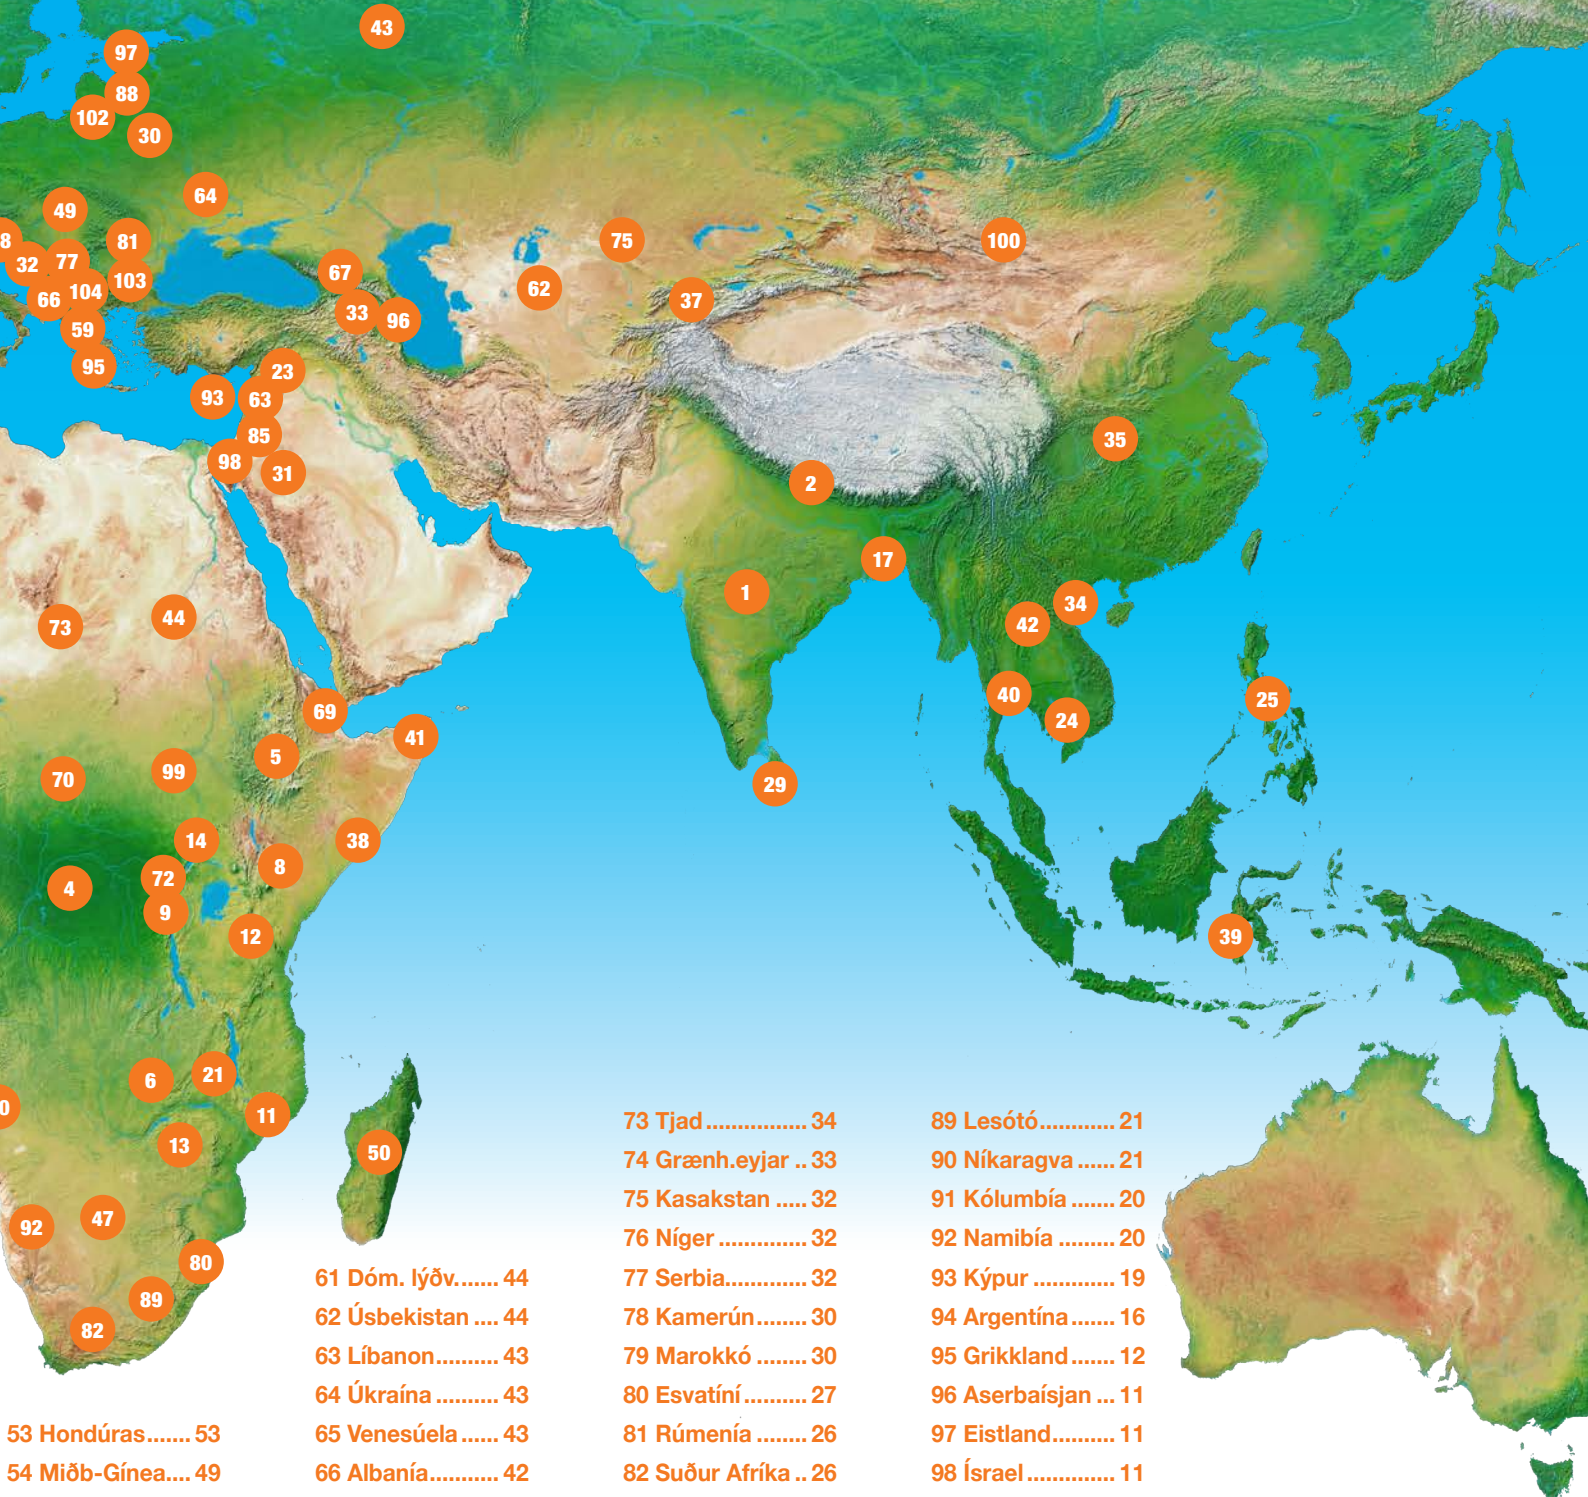 43
97
88
102
30
64
49
8
81
32
77
103
66
104
59
95
67
33
96
75
62
37
100
23
93
63
85
98
31
35
2
17
1
34
42
73
44
69
41
40
24
25
5
70
99
29
14
38
8
72
4
9
12
39
6
21
0
11
13
50
92
47
80
89
82
53 Hondúras....... 53
54 Miðb-Gínea.... 49
61 Dóm. lýðv....... 44
62 Úsbekistan .... 44
63 Líbanon.......... 43
64 Úkraína .......... 43
65 Venesúela ...... 43
66 Albanía........... 42
73 Tjad ................ 34
74 Grænh.eyjar .. 33
75 Kasakstan ..... 32
76 Níger .............. 32
77 Serbia............. 32
78 Kamerún........ 30
79 Marokkó ........ 30
80 Esvatíní .......... 27
81 Rúmenía ........ 26
82 Suður Afríka .. 26
89 Lesótó............ 21
90 Níkaragva ...... 21
91 Kólumbía ....... 20
92 Namibía ......... 20
93 Kýpur ............. 19
94 Argentína....... 16
95 Grikkland....... 12
96 Aserbaísjan ... 11
97 Eistland.......... 11
98 Ísrael .............. 11